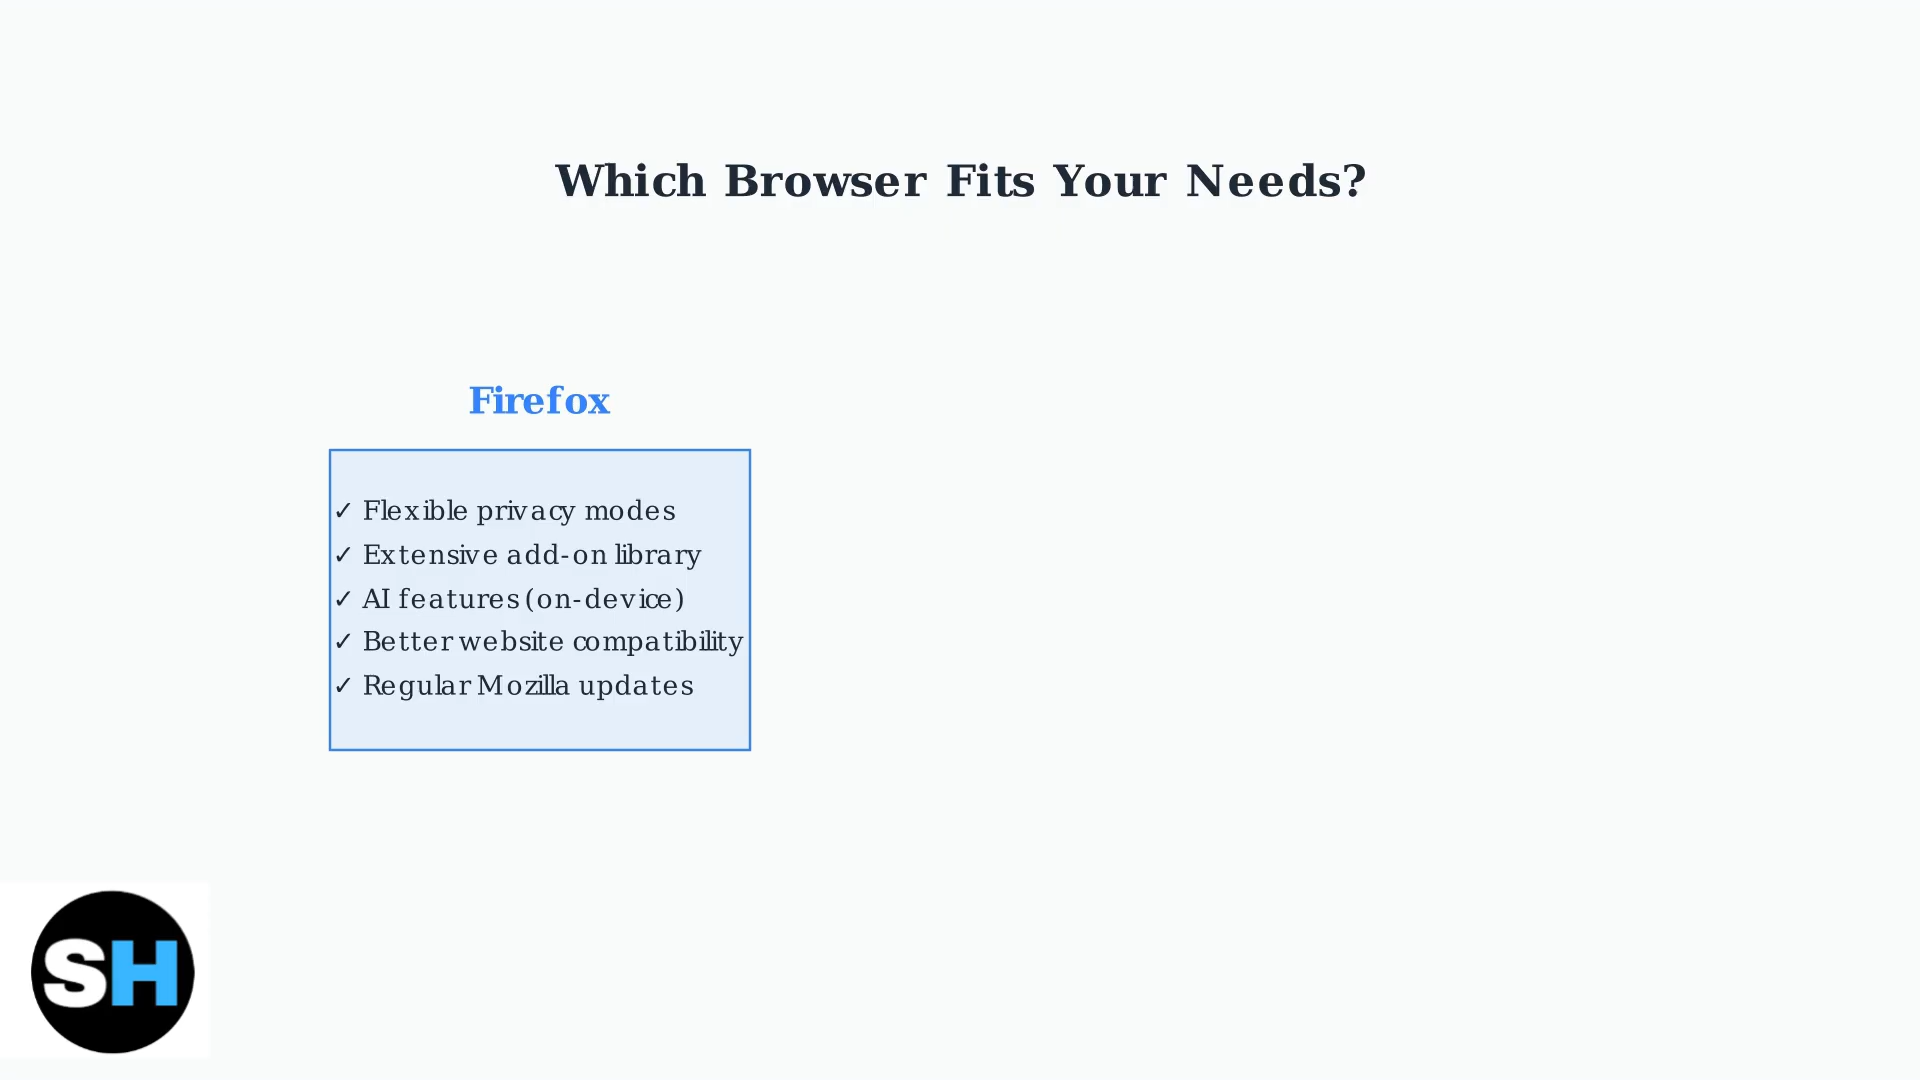 Which Browser Fits Your Needs?
Firefox
✓ Flexible privacy modes
✓ Extensive add-on library
✓ AI features (on-device)
✓ Better website compatibility
✓ Regular Mozilla updates
SH